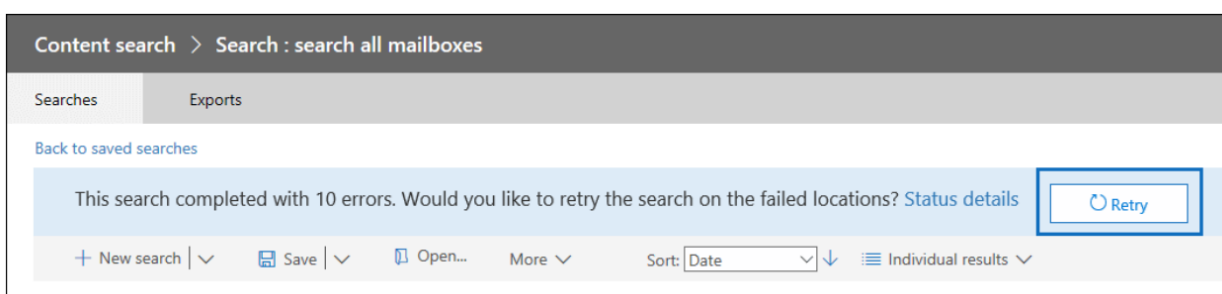 Content search > Search : search all mailboxes
Searches Exports
Back to saved searches
This search completed with 10 errors. Would you like to retry the search on the failed locations? Status details Retry
+ New search Save Open... More Sort: Date Individual results